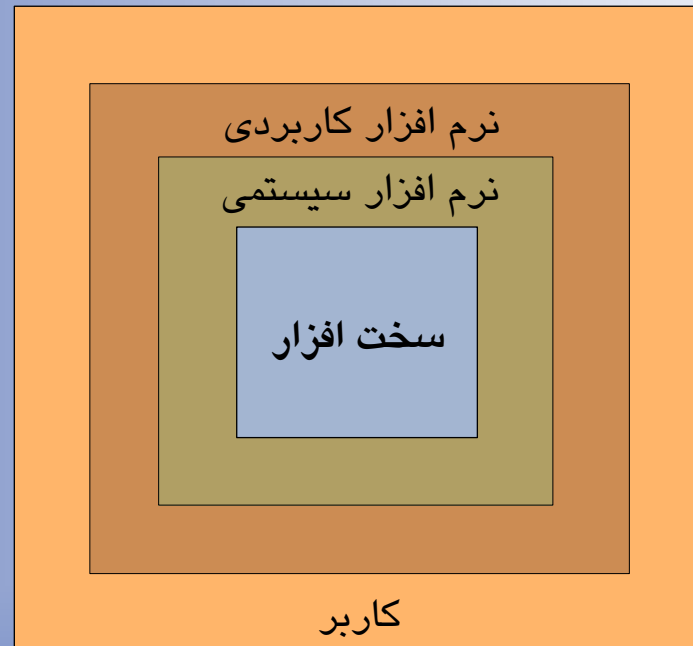 نرم افزار کاربردی
نرم افزار سیستمی
سخت افزار
کاربر